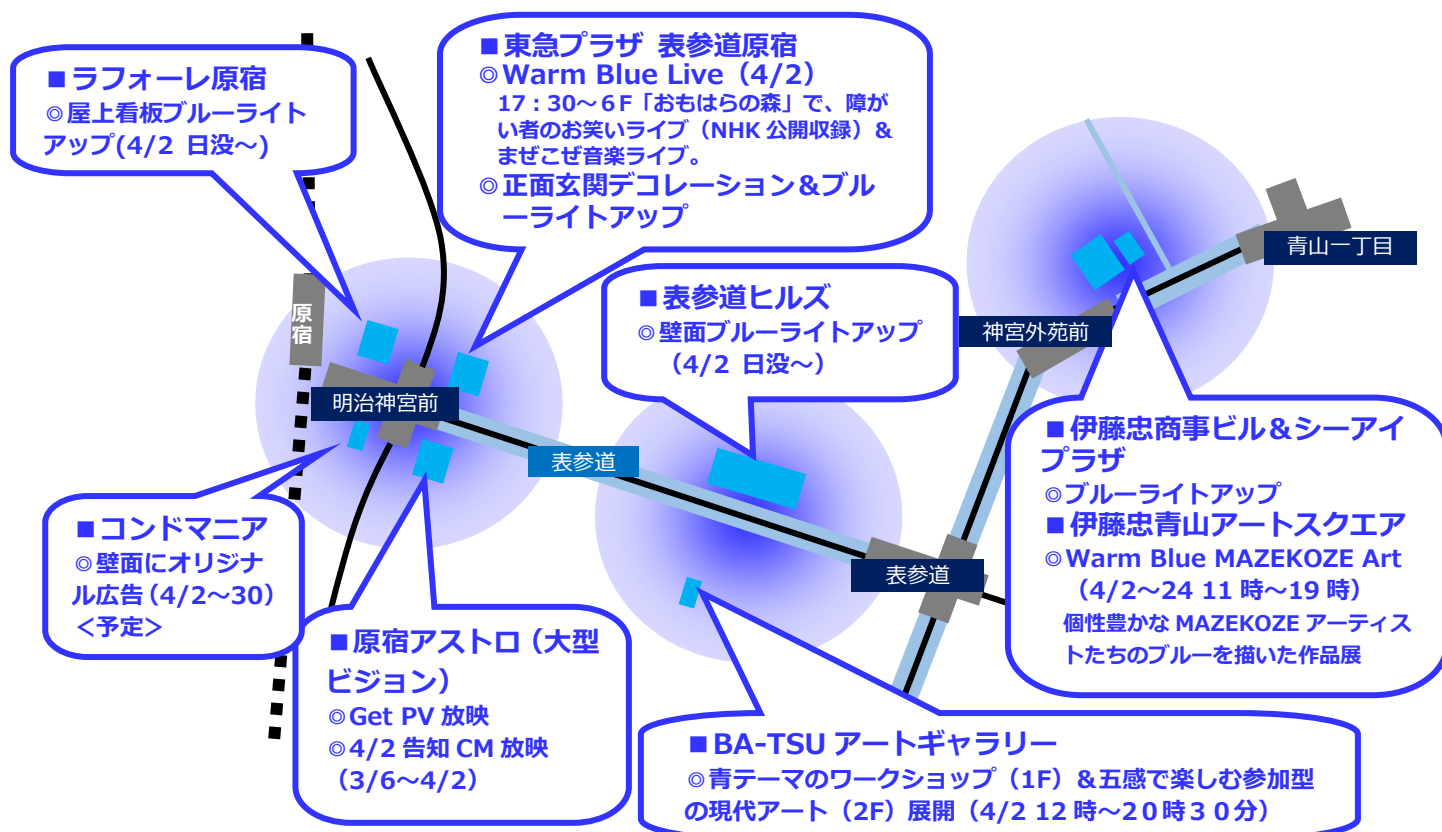 ■ラフォーレ原宿
◎屋上看板ブルーライト
アップ(4/2 日没～)
■東急プラザ 表参道原宿
◎Warm Blue Live（4/2）
17：30～６F「おもはらの森」で、障が
い者のお笑いライブ（NHK 公開収録）＆
まぜこぜ音楽ライブ。
◎正面玄関デコレーション＆ブル
ーライトアップ
青山一丁目
原宿
■表参道ヒルズ
◎壁面ブルーライトアップ
（4/2 日没～）
神宮外苑前
明治神宮前
表参道
■伊藤忠商事ビル＆シーアイ
プラザ
◎ブルーライトアップ
■伊藤忠青山アートスクエア
◎Warm Blue MAZEKOZE Art
（4/2～24 11 時～19 時）
個性豊かな MAZEKOZE アーティス
トたちのブルーを描いた作品展
■コンドマニア
◎壁面にオリジナ
ル広告（4/2～30）
＜予定＞
表参道
■原宿アストロ（大型
ビジョン）
◎Get PV 放映
◎4/2 告知 CM 放映
（3/6～4/2）
■BA-TSU アートギャラリー
◎青テーマのワークショップ（1F）＆五感で楽しむ参加型
の現代アート（2F）展開（4/2 12 時～２０時３０分）